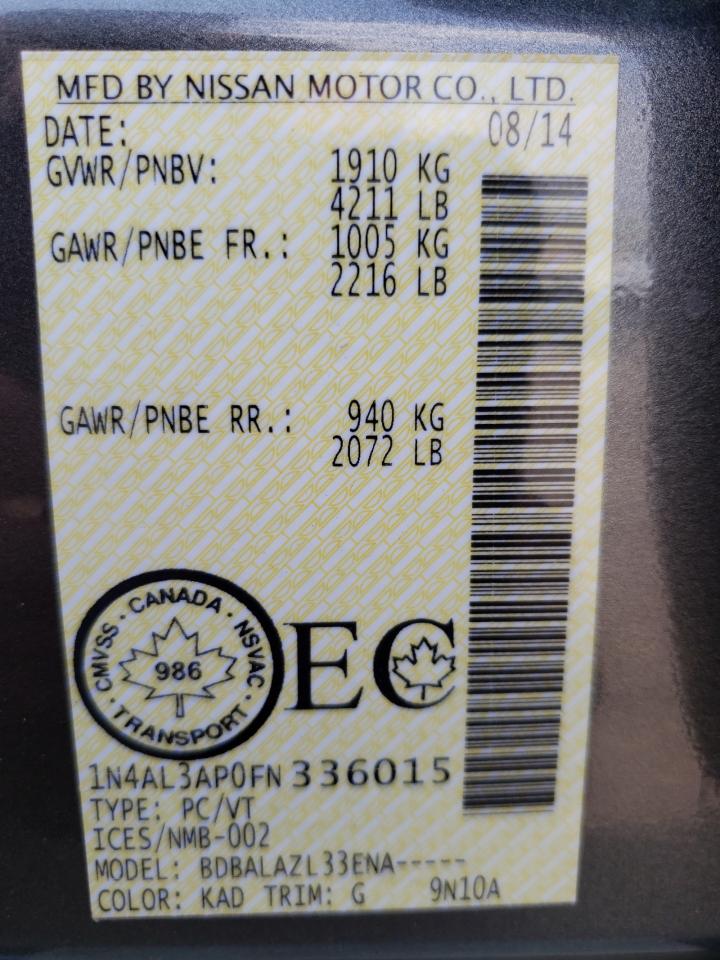 MFD BY NISSAN MOTOR CO., LTD.
DATE: 08/14
GVWR/PNBV: 1910 KG
4211 LB
GAWR/PNBE FR.: 1005 KG
2216 LB
GAWR/PNBE RR.: 940 KG
2072 LB
CMVSS · CANADA · NSVAC · TRANSPORT ·
986
EC
1N4AL3AP0FN336015
TYPE: PC/VT
ICES/NMB-002
MODEL: BDBALAZL33ENA-----
COLOR: KAD TRIM: G 9N10A